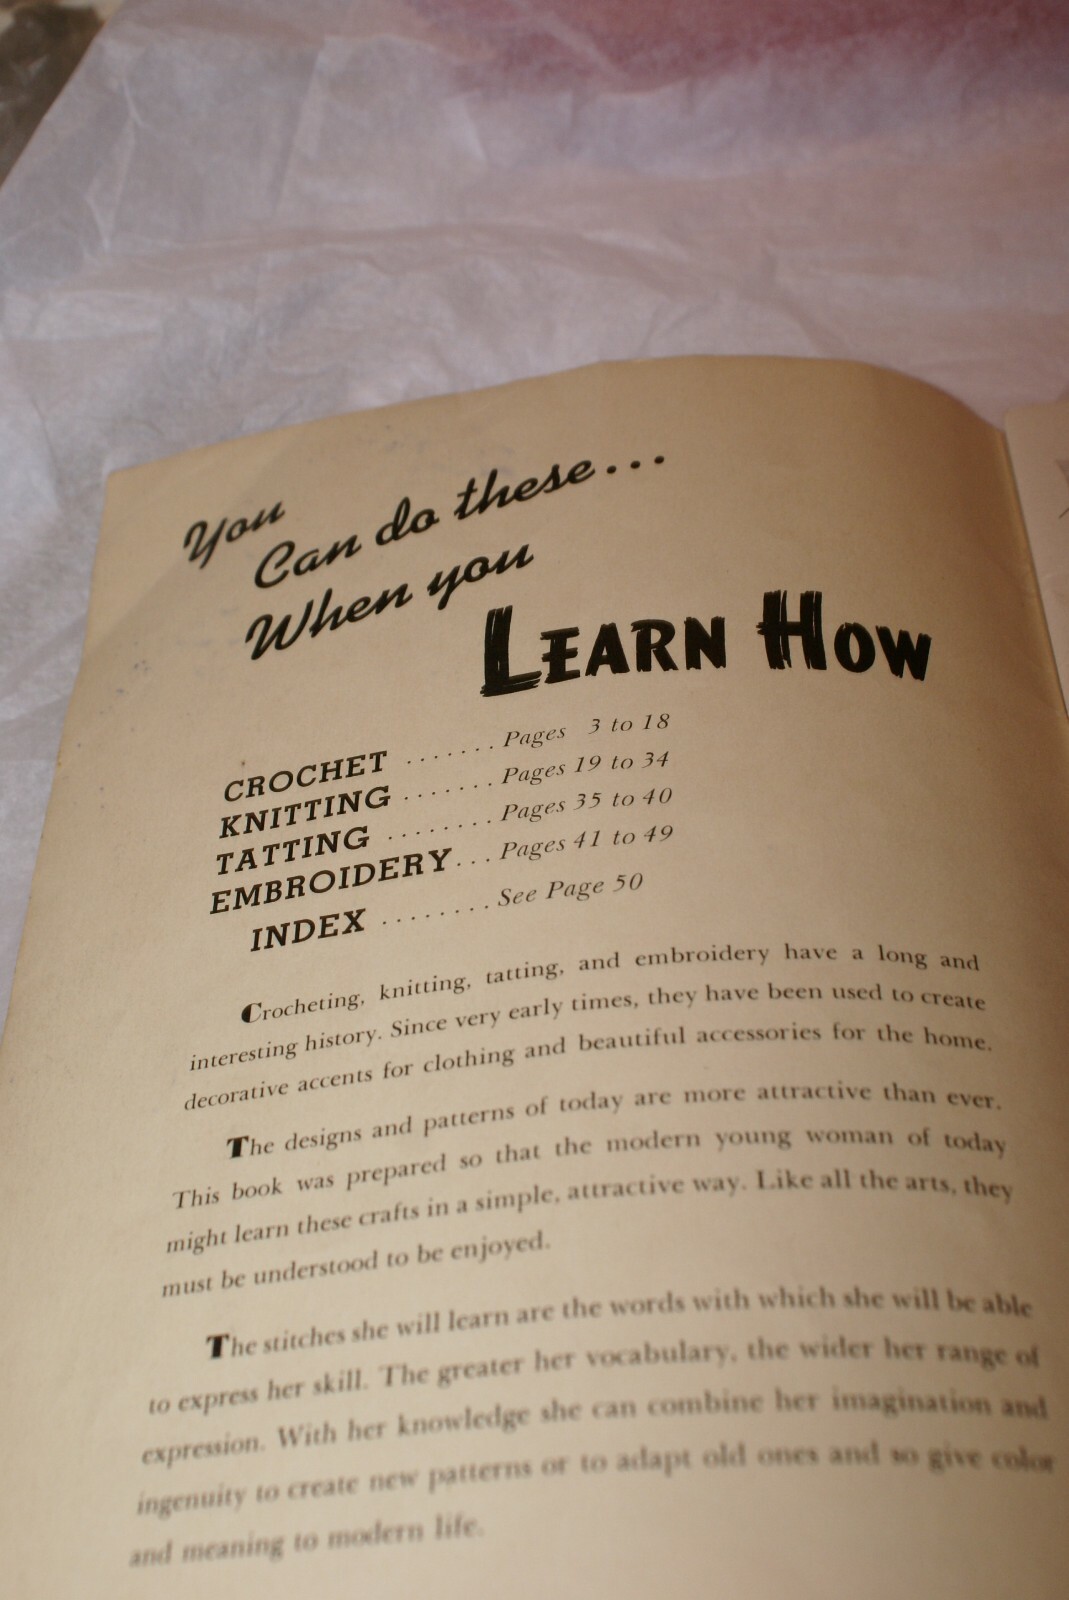 You
Can do these...
When you
LEARN HOW
CROCHET ....... Pages 3 to 18
KNITTING ....... Pages 19 to 34
TATTING ........ Pages 35 to 40
EMBROIDERY... Pages 41 to 49
INDEX ........ See Page 50
Crocheting, knitting, tatting, and embroidery have a long and
interesting history. Since very early times, they have been used to create
decorative accents for clothing and beautiful accessories for the home.
The designs and patterns of today are more attractive than ever.
This book was prepared so that the modern young woman of today
might learn these crafts in a simple, attractive way. Like all the arts, they
must be understood to be enjoyed.
The stitches she will learn are the words with which she will be able
to express her skill. The greater her vocabulary, the wider her range of
expression. With her knowledge she can combine her imagination and
ingenuity to create new patterns or to adapt old ones and so give color
and meaning to modern life.